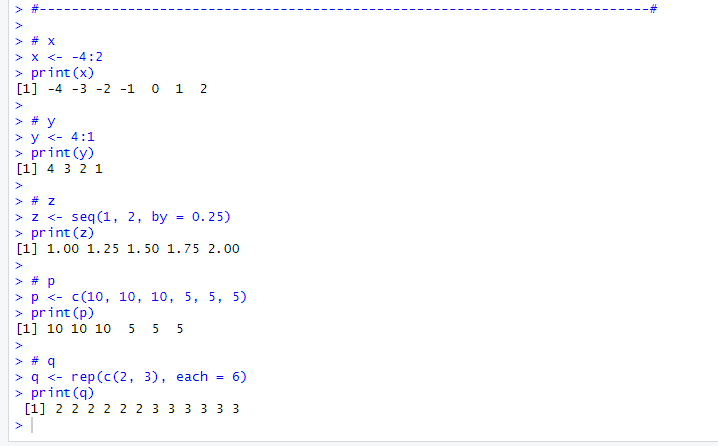 > #-----------------------------------------------------------------------------#
>
> # x
> x <- -4:2
> print(x)
[1] -4 -3 -2 -1  0  1  2
>
> # y
> y <- 4:1
> print(y)
[1] 4 3 2 1
>
> # z
> z <- seq(1, 2, by = 0.25)
> print(z)
[1] 1.00 1.25 1.50 1.75 2.00
>
> # p
> p <- c(10, 10, 10, 5, 5, 5)
> print(p)
[1] 10 10 10  5  5  5
>
> # q
> q <- rep(c(2, 3), each = 6)
> print(q)
 [1] 2 2 2 2 2 2 3 3 3 3 3 3
>